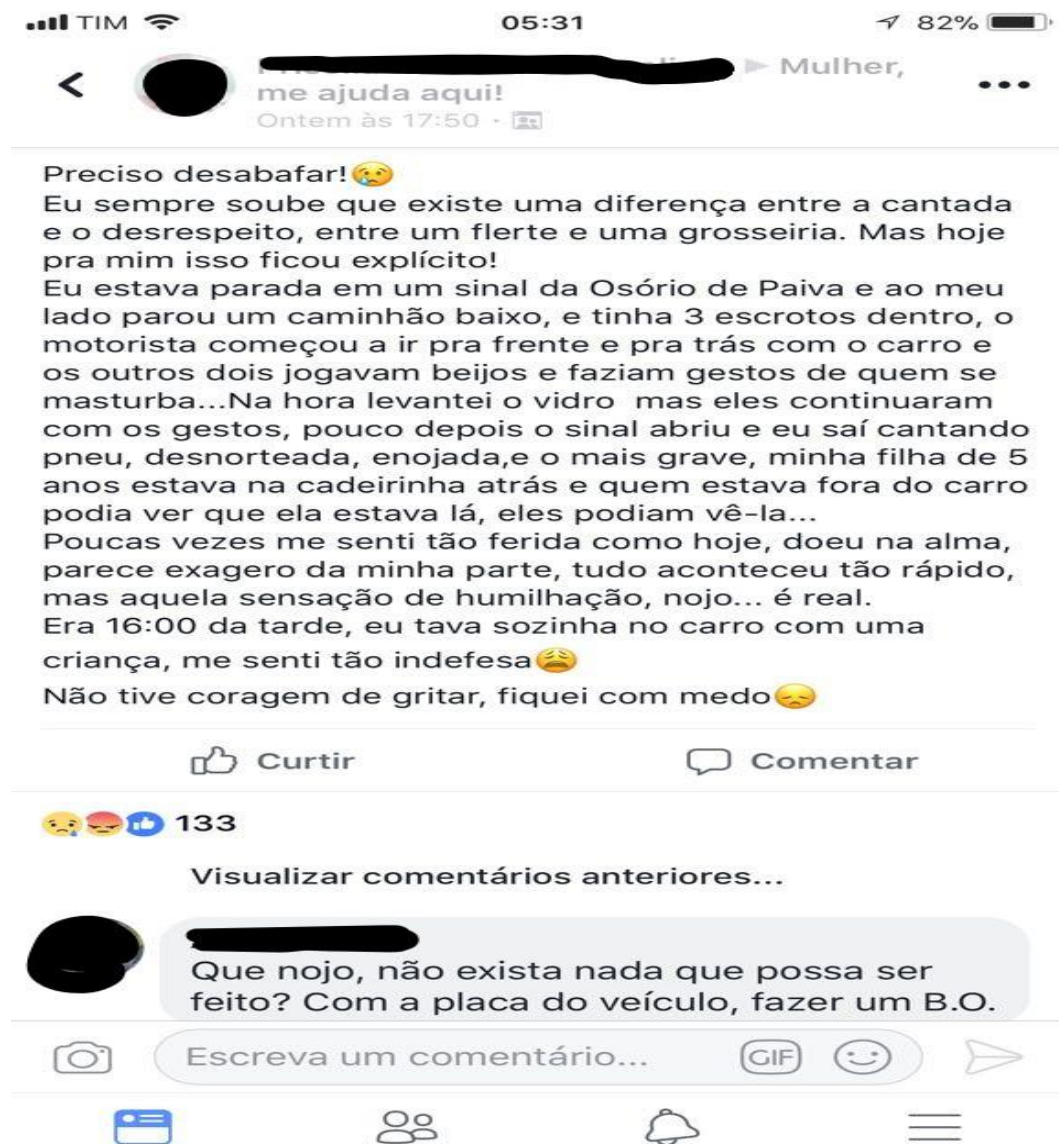 TIM
05:31
82%
Mulher,
me ajuda aqui!
Ontem às 17:50 ·
Preciso desabafar!😢
Eu sempre soube que existe uma diferença entre a cantada
e o desrespeito, entre um flerte e uma grosseiria. Mas hoje
pra mim isso ficou explícito!
Eu estava parada em um sinal da Osório de Paiva e ao meu
lado parou um caminhão baixo, e tinha 3 escrotos dentro, o
motorista começou a ir pra frente e pra trás com o carro e
os outros dois jogavam beijos e faziam gestos de quem se
masturba...Na hora levantei o vidro  mas eles continuaram
com os gestos, pouco depois o sinal abriu e eu saí cantando
pneu, desnorteada, enojada,e o mais grave, minha filha de 5
anos estava na cadeirinha atrás e quem estava fora do carro
podia ver que ela estava lá, eles podiam vê-la...
Poucas vezes me senti tão ferida como hoje, doeu na alma,
parece exagero da minha parte, tudo aconteceu tão rápido,
mas aquela sensação de humilhação, nojo... é real.
Era 16:00 da tarde, eu tava sozinha no carro com uma
criança, me senti tão indefesa😩
Não tive coragem de gritar, fiquei com medo😞
Curtir
Comentar
133
Visualizar comentários anteriores...
Que nojo, não exista nada que possa ser
feito? Com a placa do veículo, fazer um B.O.
Escreva um comentário...
GIF